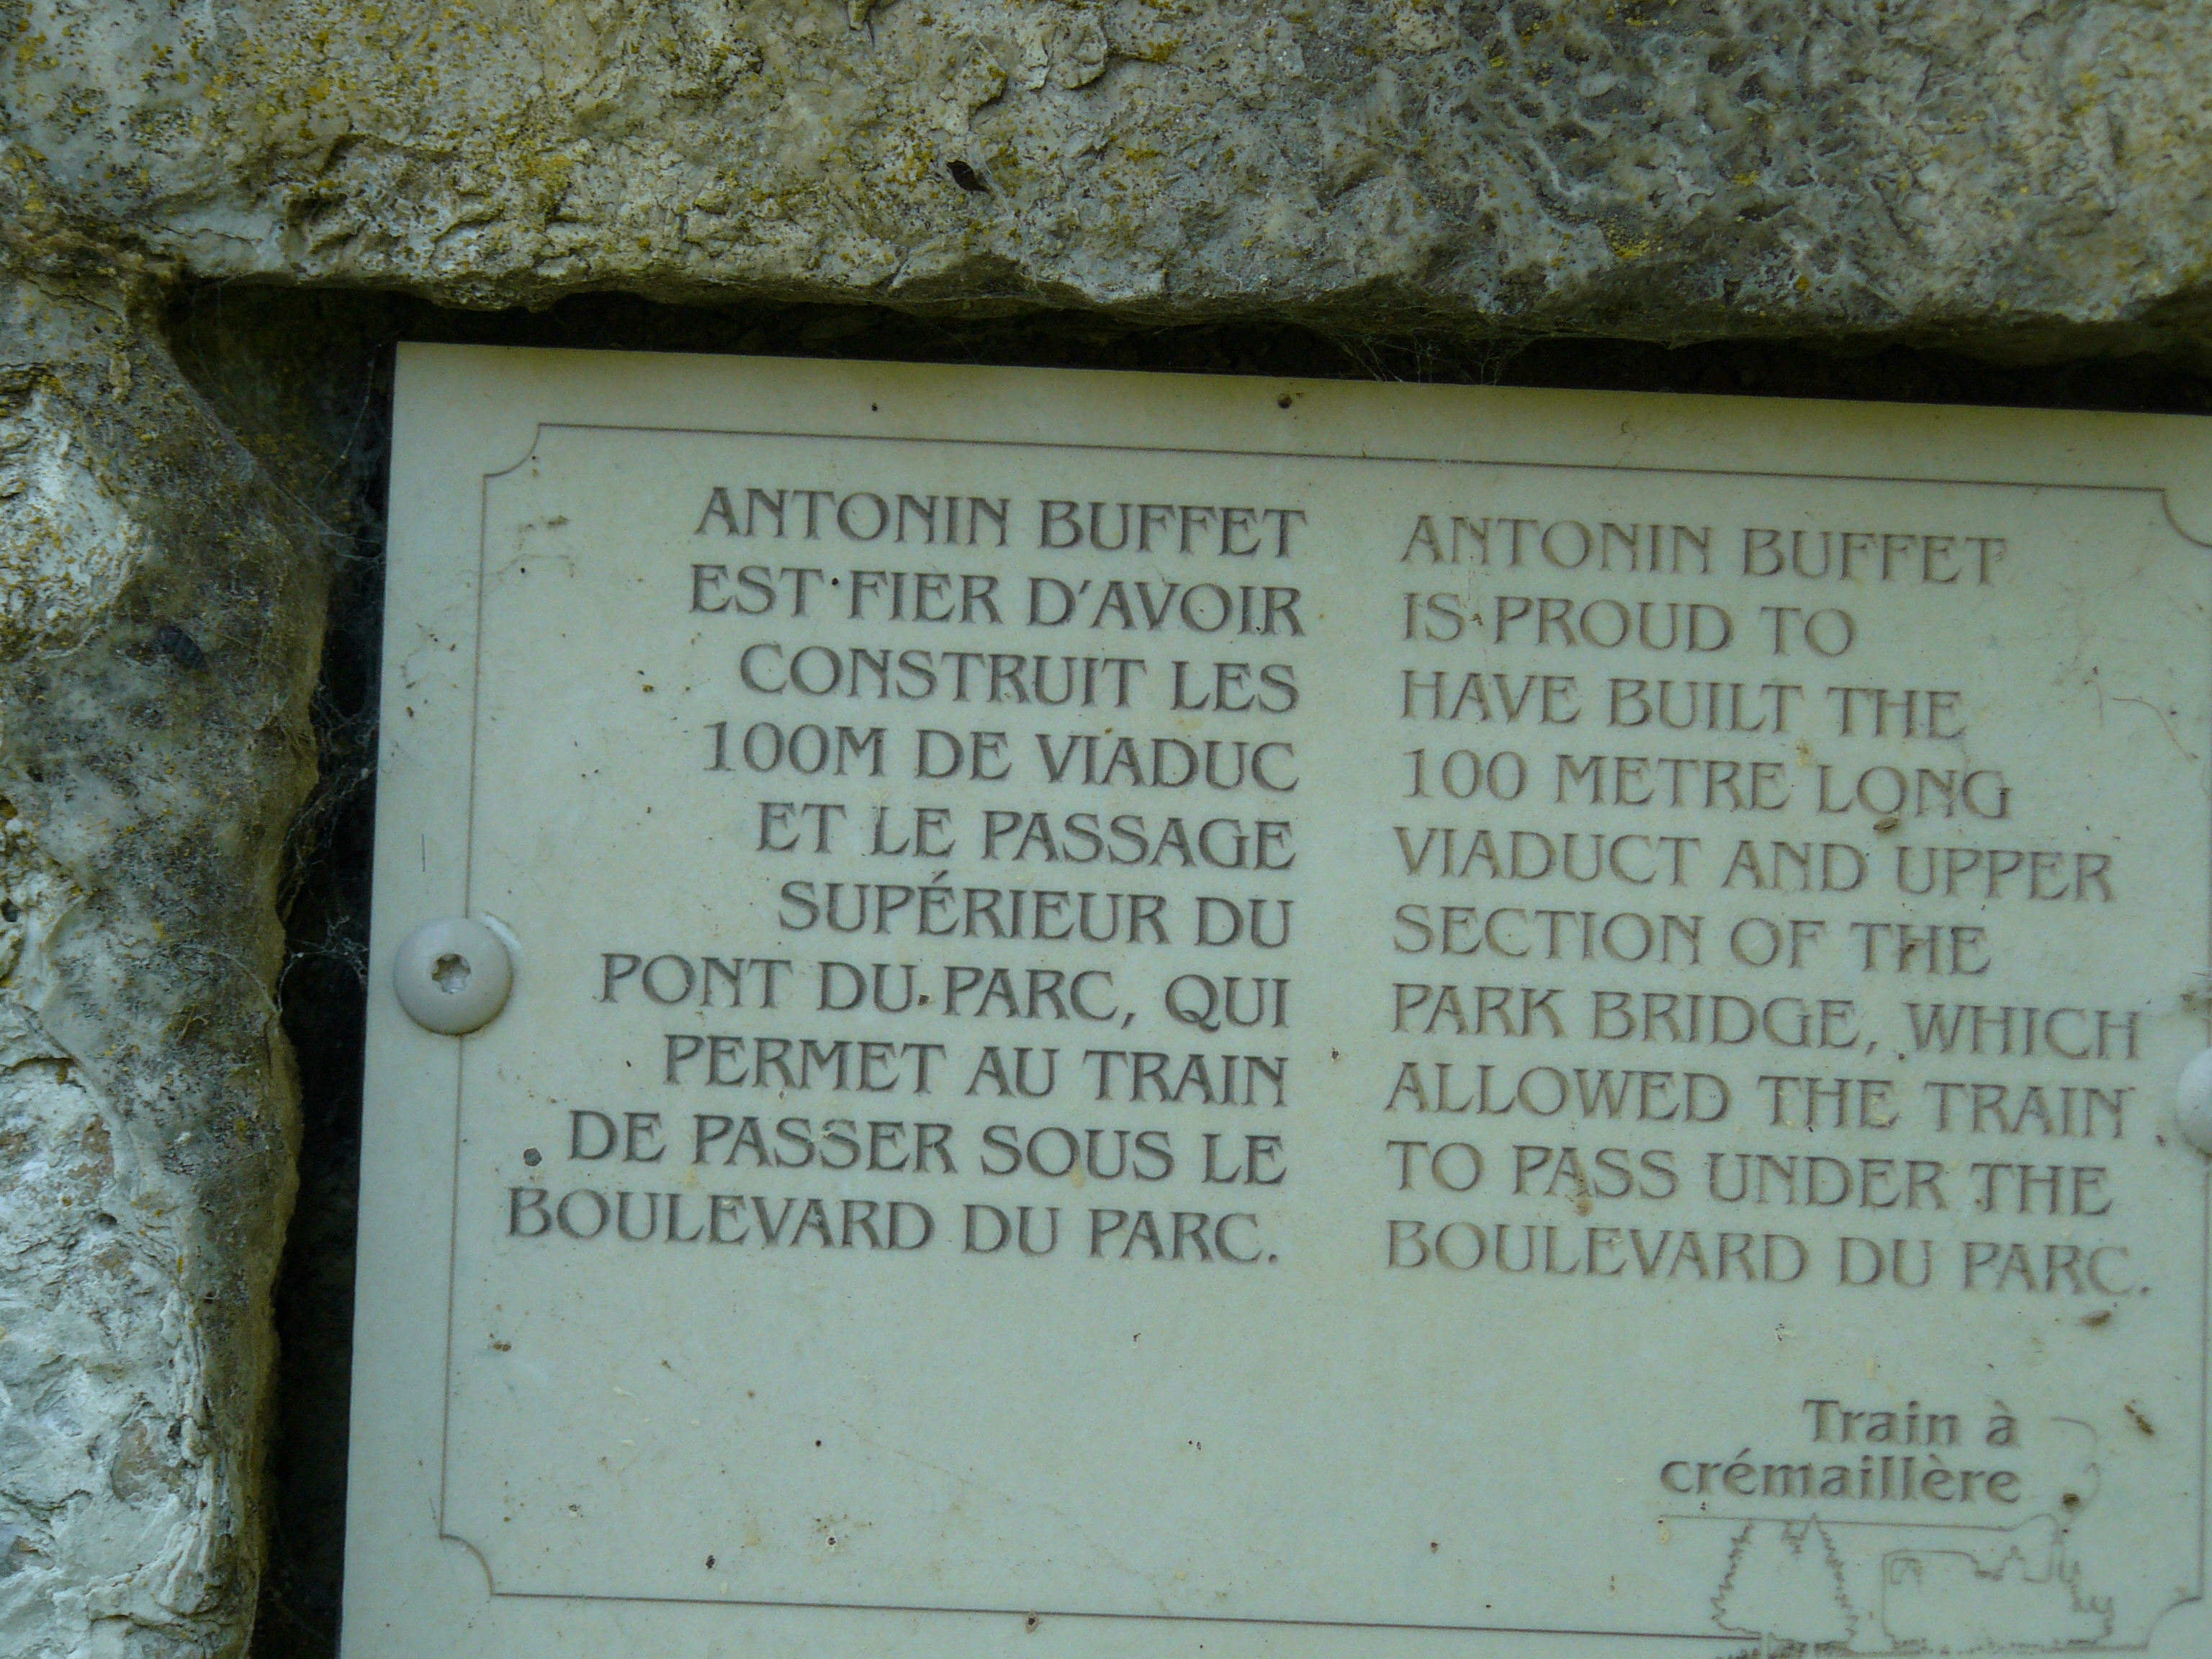 ANTONIN BUFFET
EST FIER D'AVOIR
CONSTRUIT LES
100M DE VIADUC
ET LE PASSAGE
SUPÉRIEUR DU
PONT DU PARC, QUI
PERMET AU TRAIN
DE PASSER SOUS LE
BOULEVARD DU PARC.
ANTONIN BUFFET
IS PROUD TO
HAVE BUILT THE
100 METRE LONG
VIADUCT AND UPPER
SECTION OF THE
PARK BRIDGE, WHICH
ALLOWED THE TRAIN
TO PASS UNDER THE
BOULEVARD DU PARC.
Train à
crémaillère